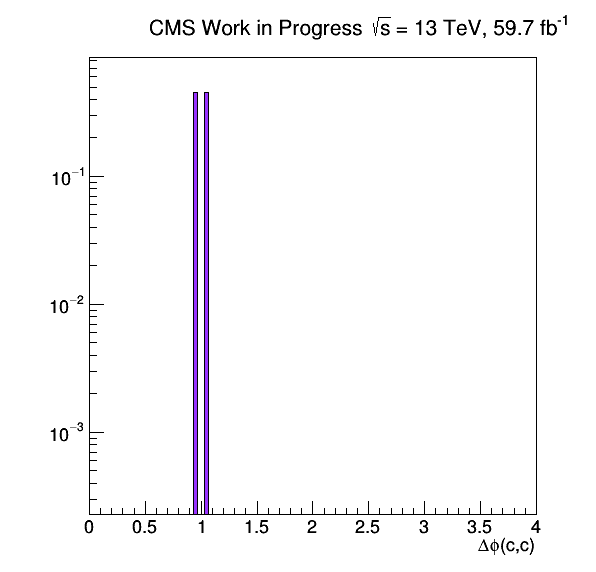 CMS Work in Progress √s = 13 TeV, 59.7 fb⁻¹
10⁻¹
10⁻²
10⁻³
0 0.5 1 1.5 2 2.5 3 3.5 4
Δϕ(c,c)